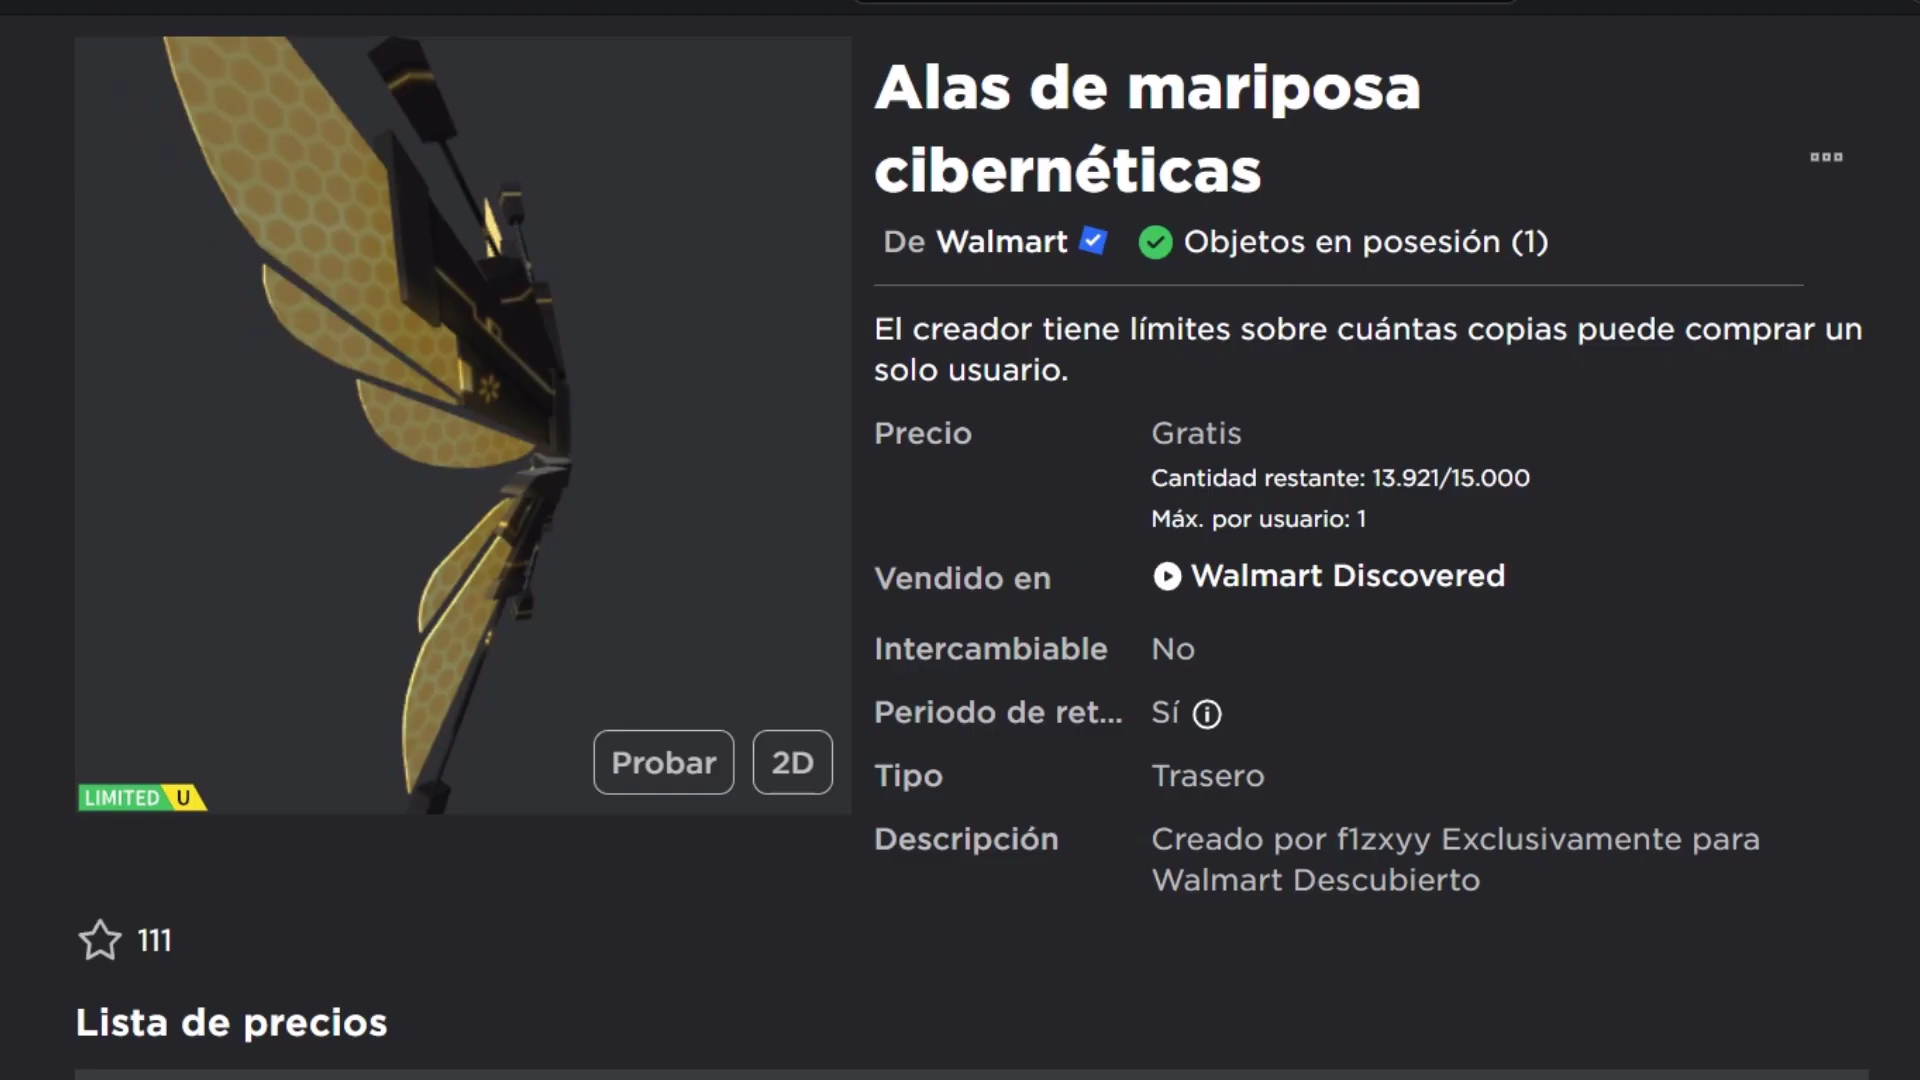 Alas de mariposa
cibernéticas
De Walmart Objetos en posesión (1)
El creador tiene límites sobre cuántas copias puede comprar un
solo usuario.
Precio Gratis
Cantidad restante: 13.921/15.000
Máx. por usuario: 1
Vendido en Walmart Discovered
Intercambiable No
Periodo de ret... Sí
Tipo Trasero
Descripción Creado por f1zxyy Exclusivamente para
Walmart Descubierto
Probar 2D
LIMITED U
111
Lista de precios